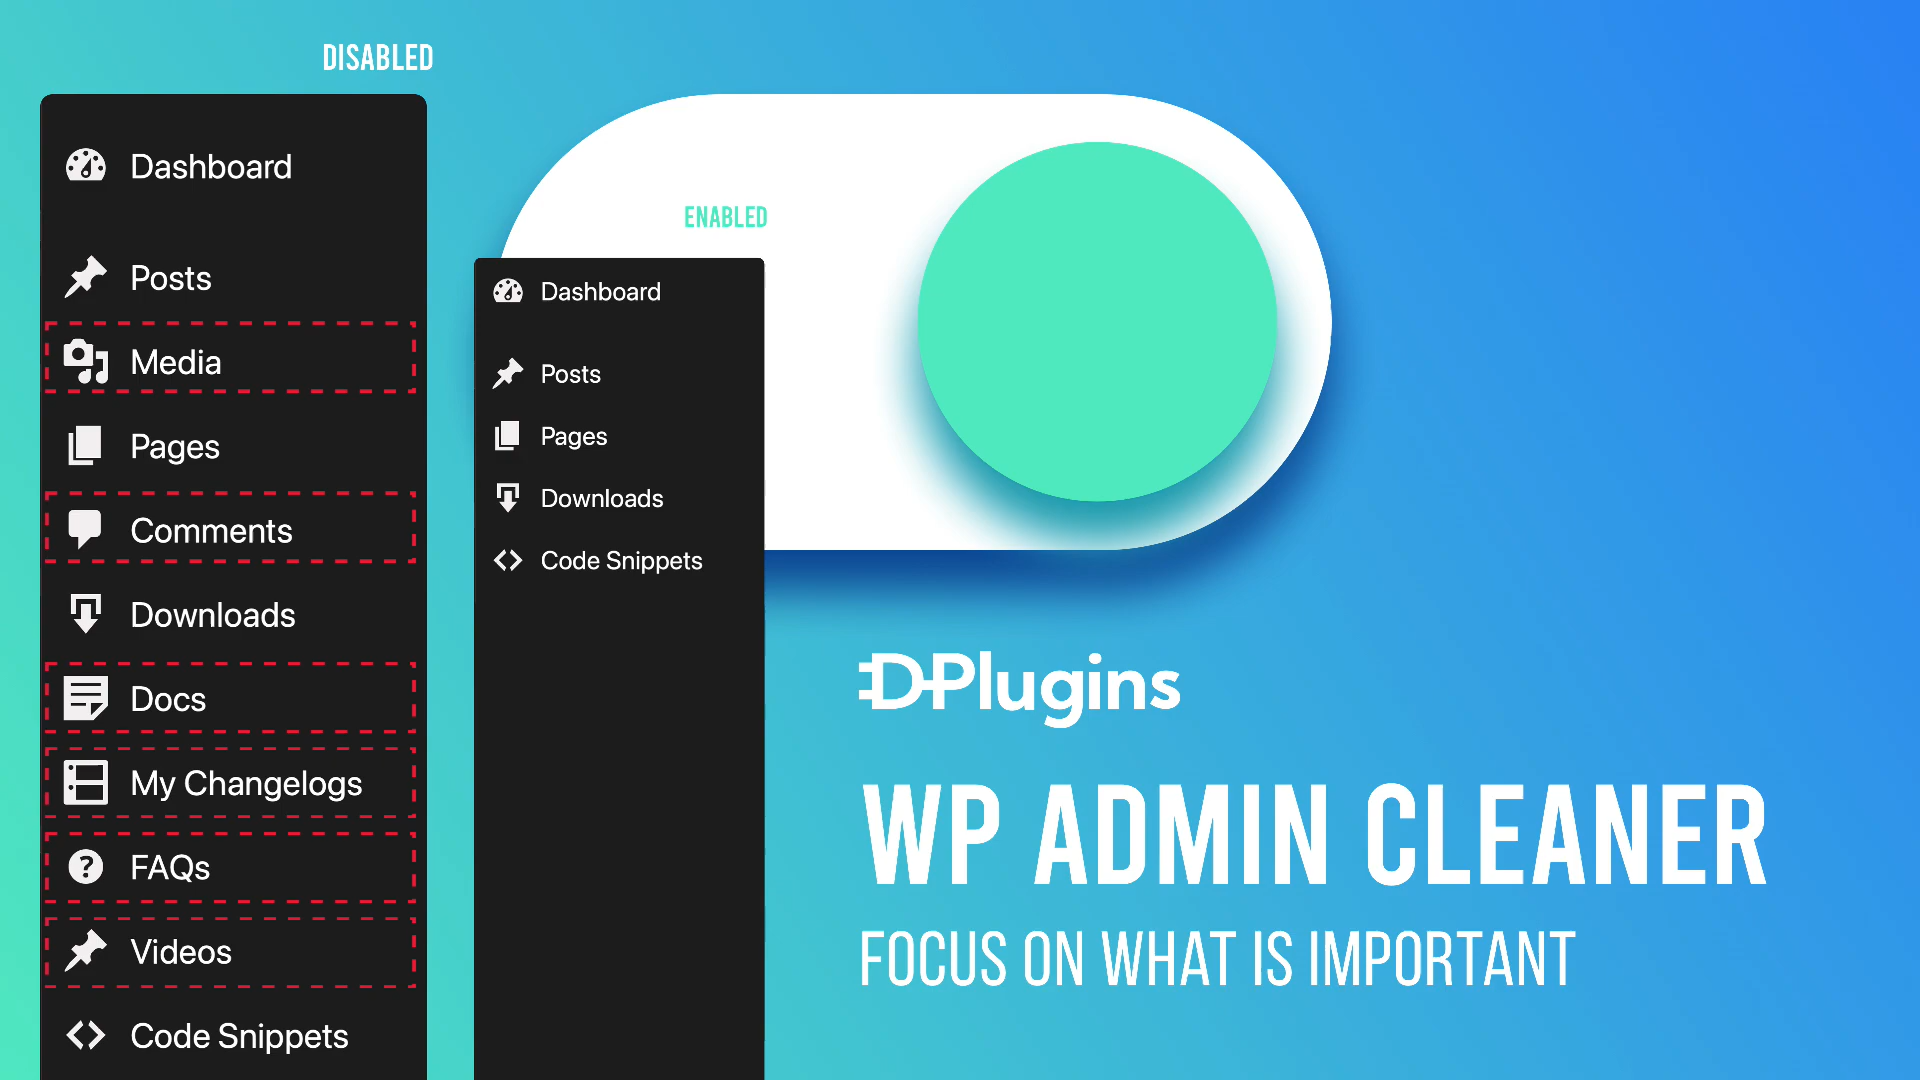 DISABLED
Dashboard
Posts
Media
Pages
Comments
Downloads
Docs
My Changelogs
FAQs
Videos
Code Snippets
ENABLED
Dashboard
Posts
Pages
Downloads
Code Snippets
DPlugins
WP ADMIN CLEANER
FOCUS ON WHAT IS IMPORTANT